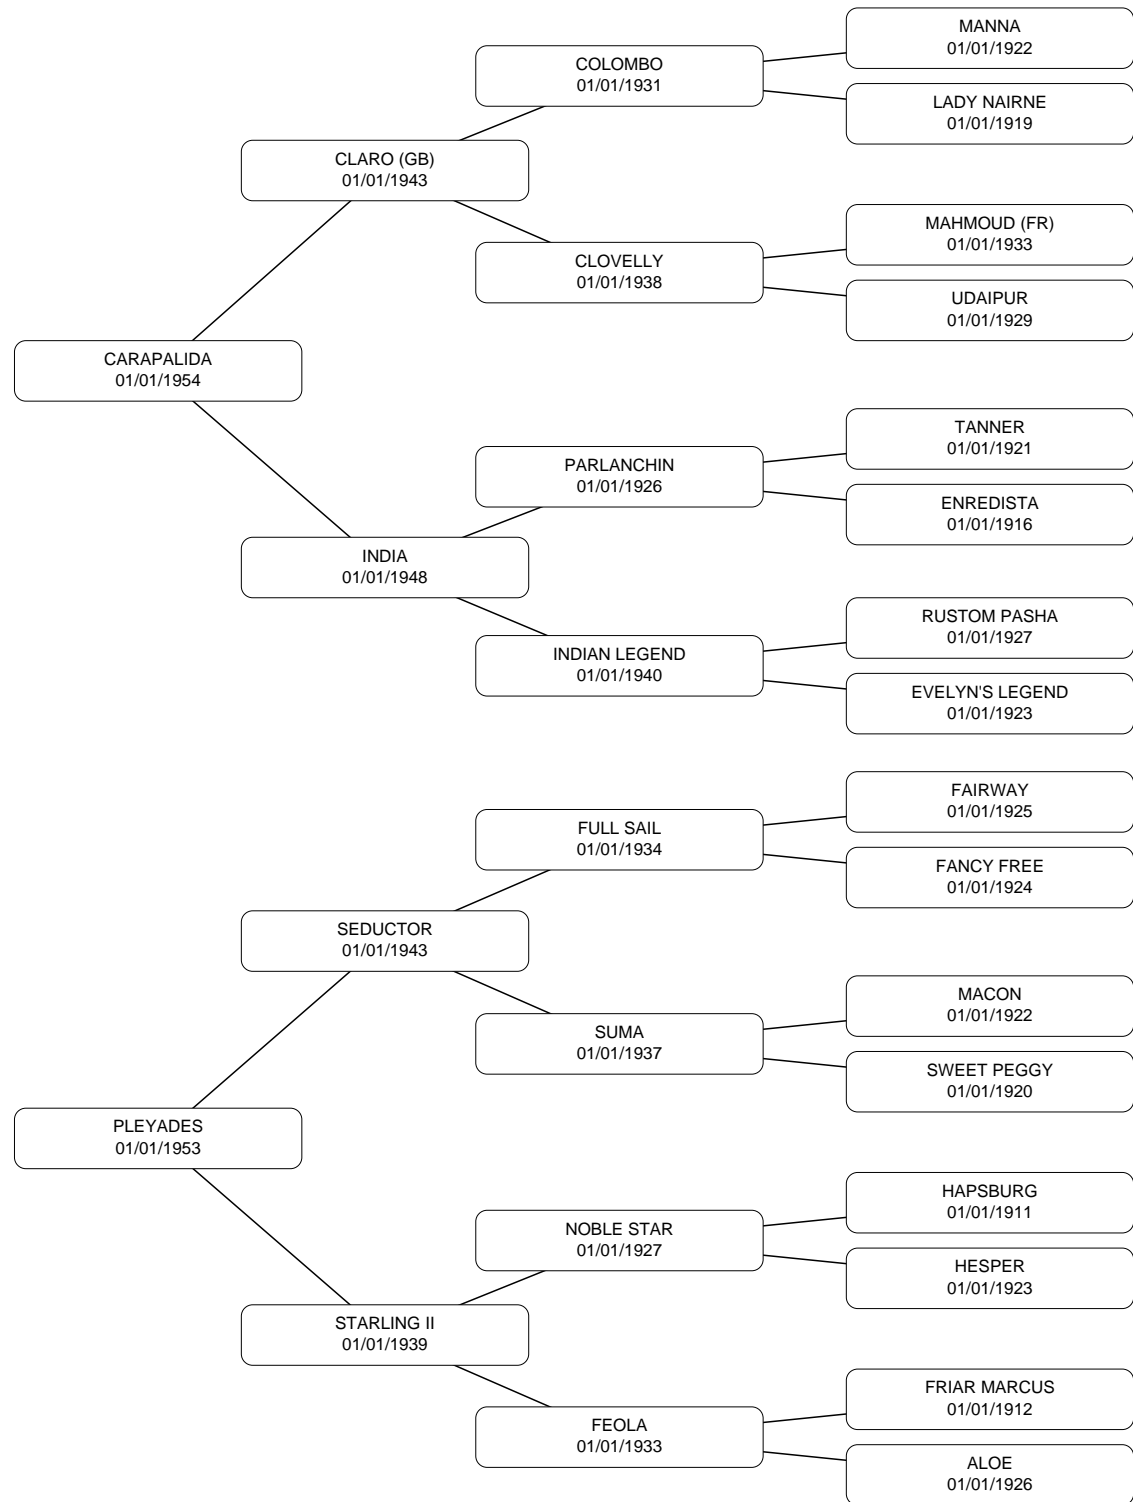 MANNA
01/01/1922
COLOMBO
01/01/1931
LADY NAIRNE
01/01/1919
CLARO (GB)
01/01/1943
MAHMOUD (FR)
01/01/1933
CLOVELLY
01/01/1938
UDAIPUR
01/01/1929
CARAPALIDA
01/01/1954
TANNER
01/01/1921
PARLANCHIN
01/01/1926
ENREDISTA
01/01/1916
INDIA
01/01/1948
RUSTOM PASHA
01/01/1927
INDIAN LEGEND
01/01/1940
EVELYN'S LEGEND
01/01/1923
FAIRWAY
01/01/1925
FULL SAIL
01/01/1934
FANCY FREE
01/01/1924
SEDUCTOR
01/01/1943
MACON
01/01/1922
SUMA
01/01/1937
SWEET PEGGY
01/01/1920
PLEYADES
01/01/1953
HAPSBURG
01/01/1911
NOBLE STAR
01/01/1927
HESPER
01/01/1923
STARLING II
01/01/1939
FRIAR MARCUS
01/01/1912
FEOLA
01/01/1933
ALOE
01/01/1926